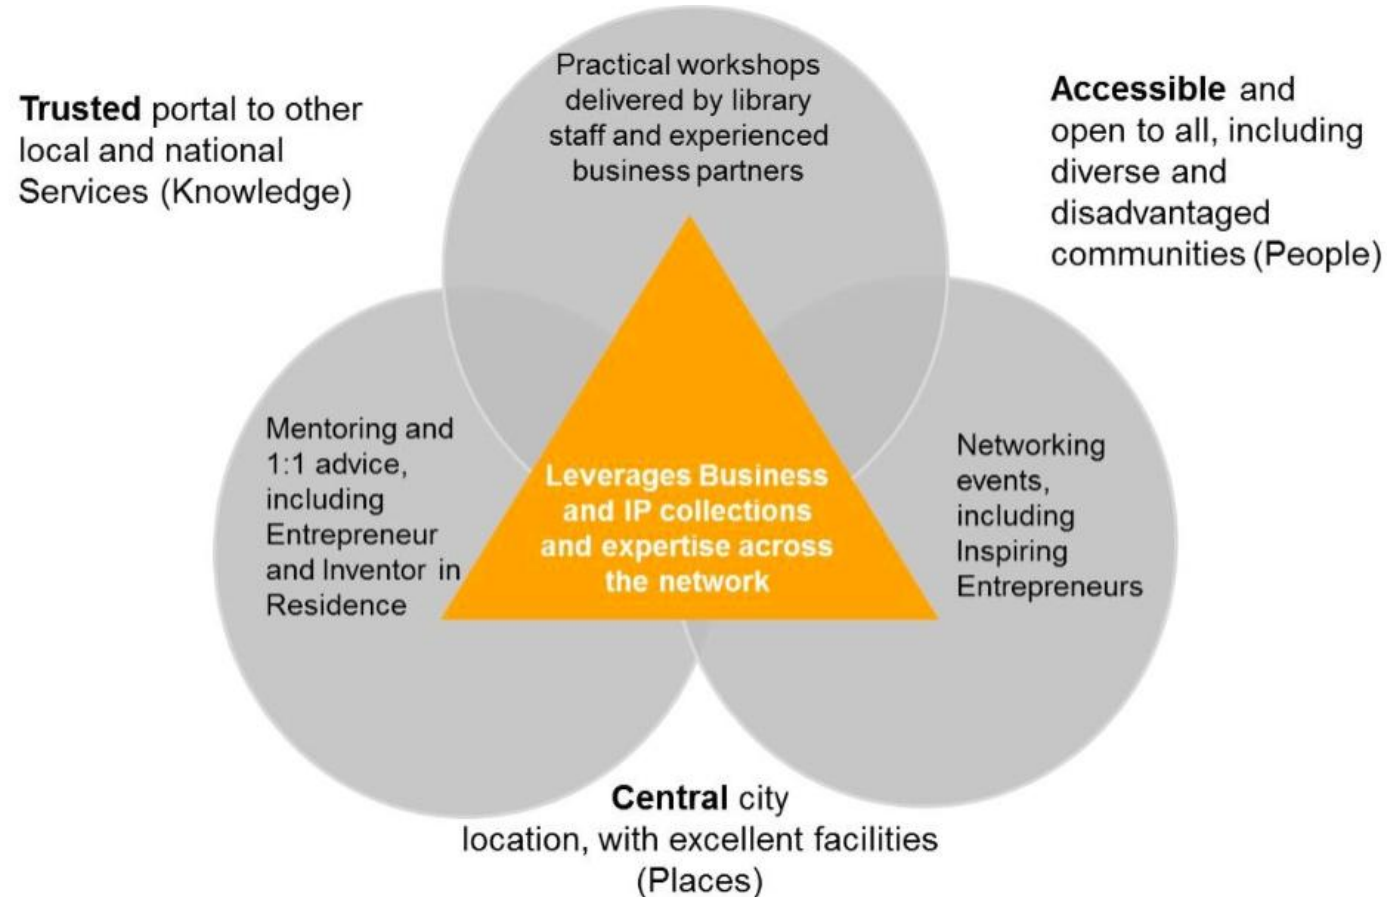 Practical workshops
delivered by library
staff and experienced
business partners
Trusted portal to other
local and national
Services (Knowledge)
Accessible and
open to all, including
diverse and
disadvantaged
communities (People)
Mentoring and
1:1 advice,
including
Entrepreneur
and Inventor in
Residence
Leverages Business
and IP collections
and expertise across
the network
Networking
events,
including
Inspiring
Entrepreneurs
Central city
location, with excellent facilities
(Places)